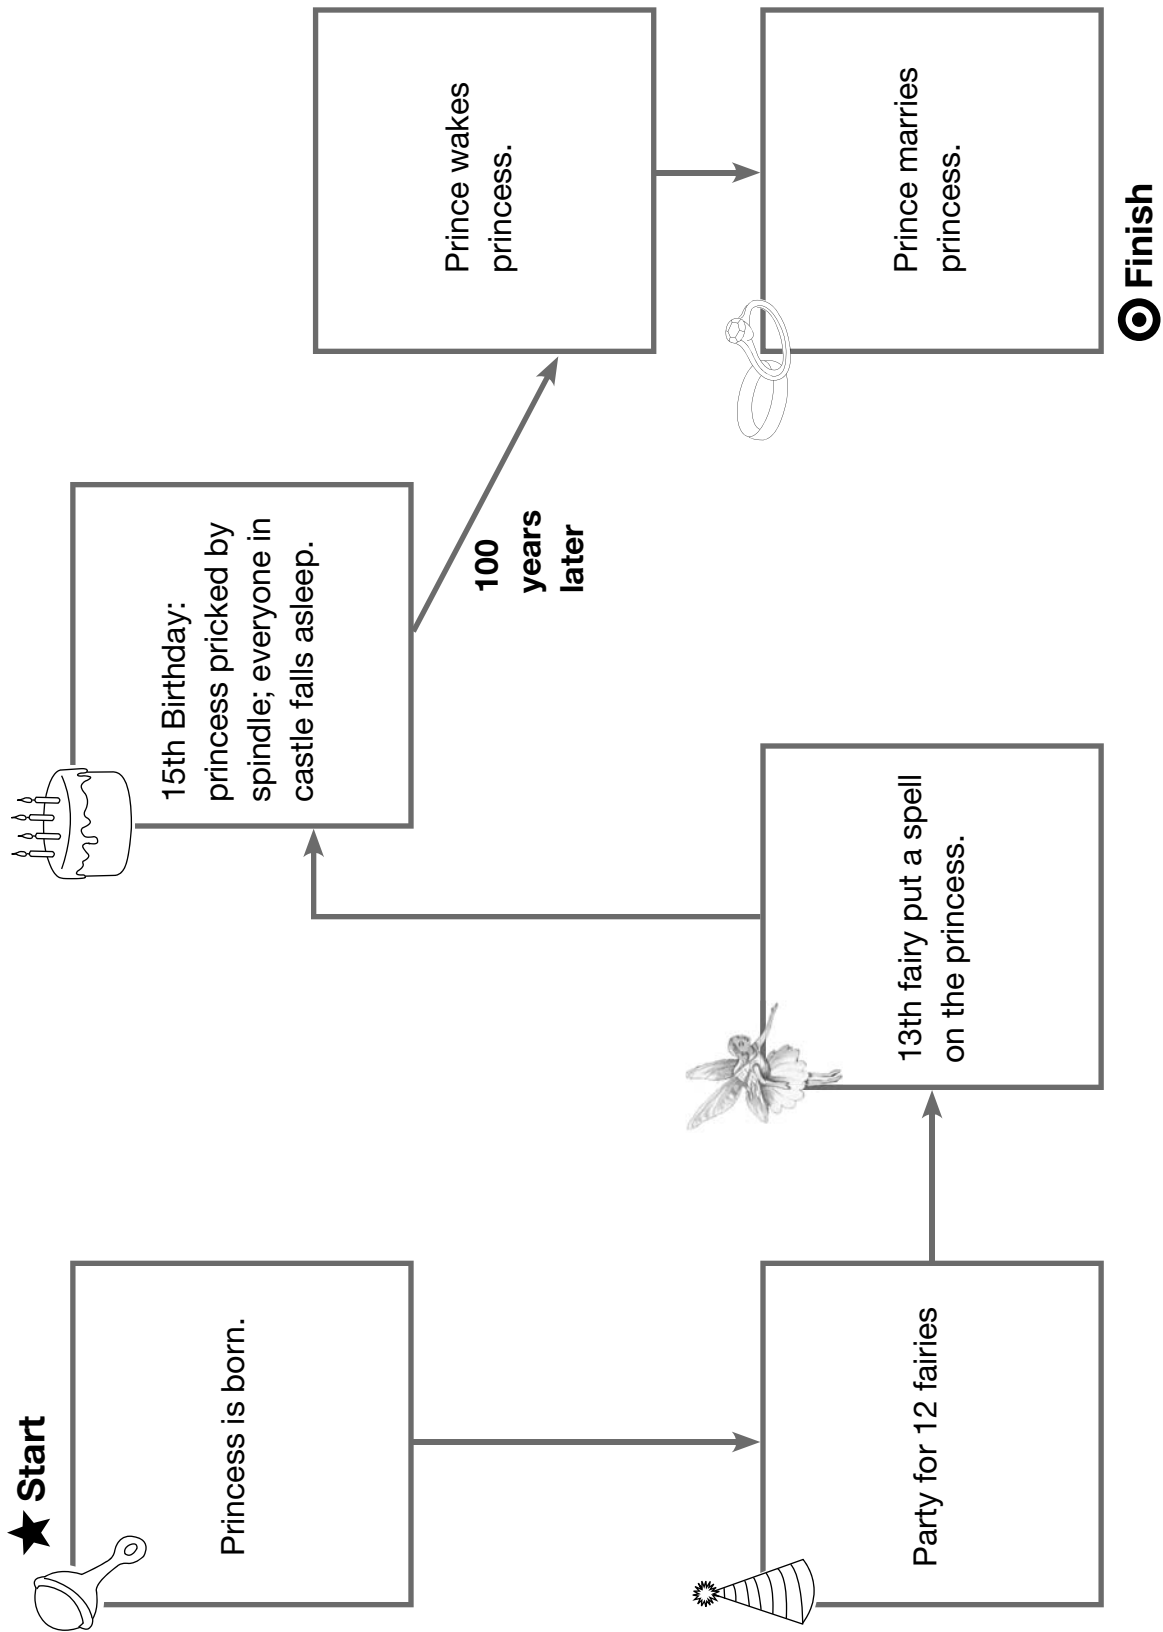 Start
Princess is born.
Party for 12 fairies
13th fairy put a spell
on the princess.
15th Birthday:
princess pricked by
spindle; everyone in
castle falls asleep.
100
years
later
Prince wakes
princess.
Prince marries
princess.
Finish